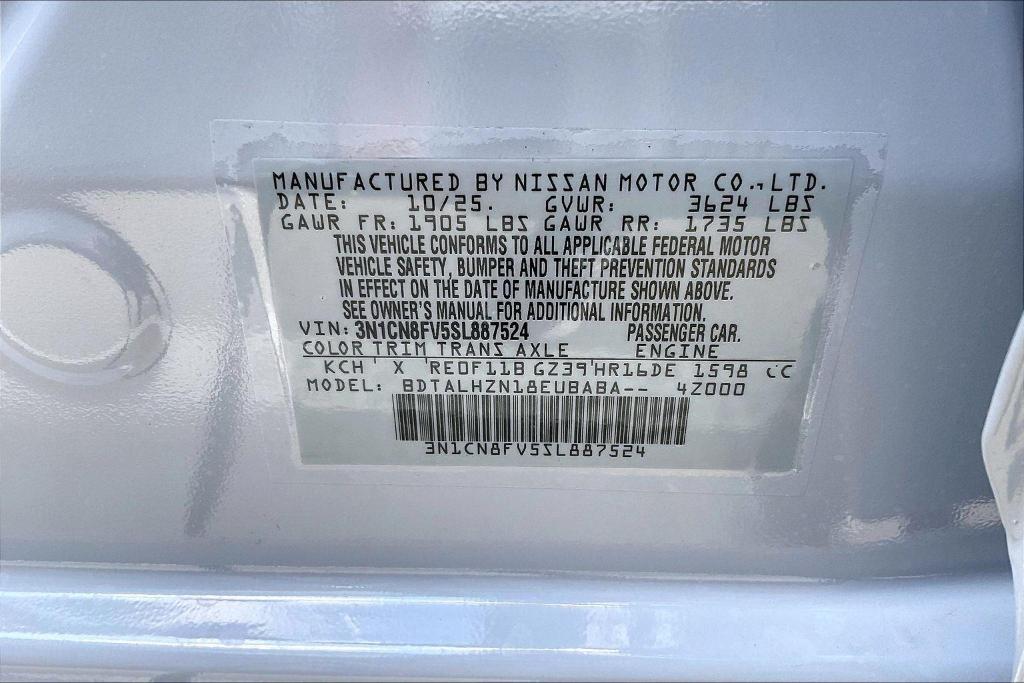 MANUFACTURED BY NISSAN MOTOR CO.,LTD.
DATE: 10/25. GVWR: 3624 LBS
GAWR FR: 1905 LBS GAWR RR: 1735 LBS
THIS VEHICLE CONFORMS TO ALL APPLICABLE FEDERAL MOTOR
VEHICLE SAFETY, BUMPER AND THEFT PREVENTION STANDARDS
IN EFFECT ON THE DATE OF MANUFACTURE SHOWN ABOVE.
SEE OWNER'S MANUAL FOR ADDITIONAL INFORMATION.
VIN: 3N1CN8FV5SL887524 PASSENGER CAR.
COLOR TRIM TRANS AXLE ENGINE
KCH ' X 'RE0F11B GZ39'HR16DE 1598 CC
MODEL: BDTALHZN18EUBABA-- 4Z000
3N1CN8FV5SL887524